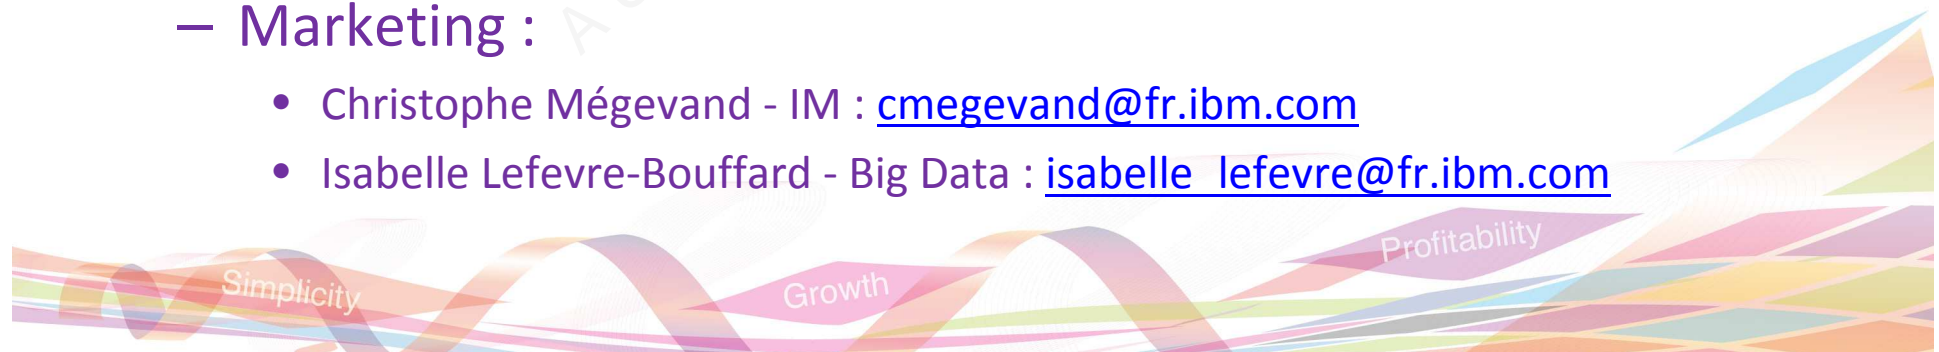 – Marketing :
• Christophe Mégevand - IM : cmegevand@fr.ibm.com
• Isabelle Lefevre-Bouffard - Big Data : isabelle_lefevre@fr.ibm.com
Simplicity
Growth
Profitability